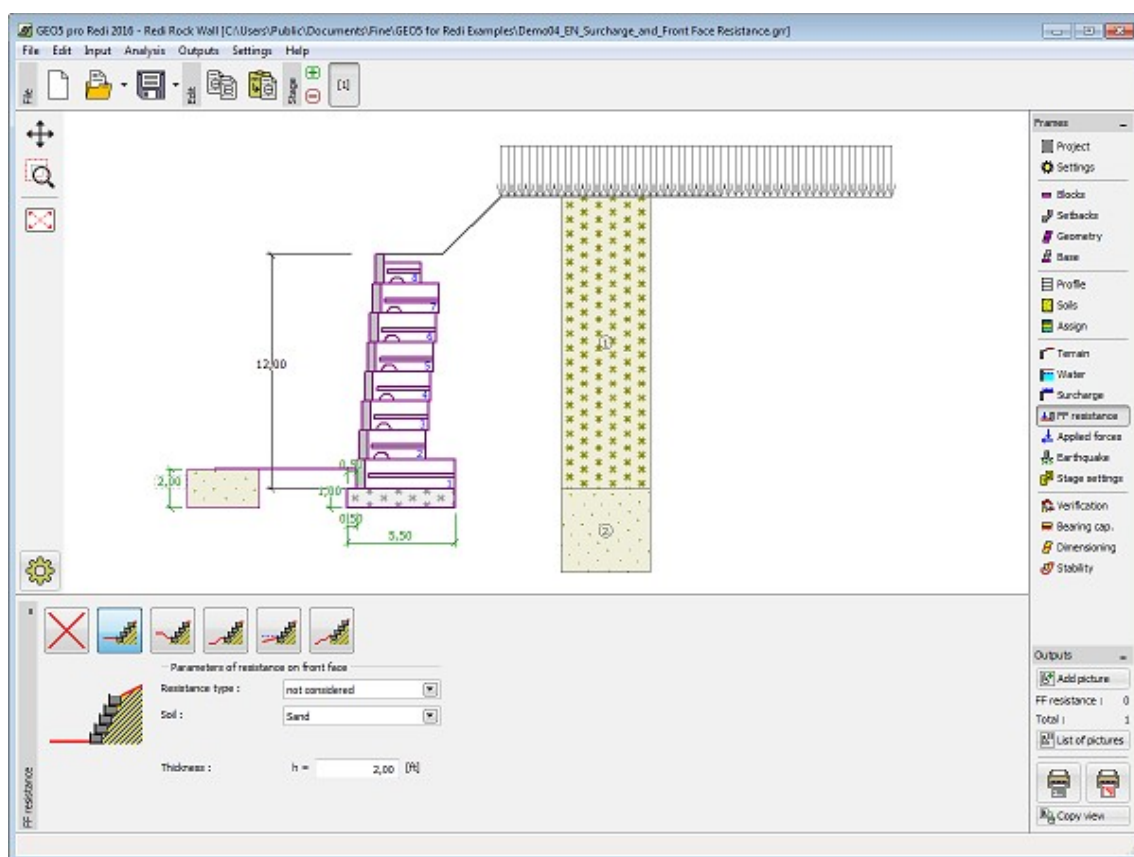 GEO5 pro Redi 2016 - Redi Rock Wall [C:\Users\Public\Documents\Fine\GEO5 for Redi Examples\Demo04_EN_Surcharge_and_Front Face Resistance.grr]
File Edit Input Analysis Outputs Settings Help
File
Edit
Stage
[1]
Frames
Project
Settings
Blocks
Setbacks
Geometry
Base
Profile
Soils
Assign
Terrain
Water
Surcharge
FF resistance
Applied forces
Earthquake
Stage settings
Verification
Bearing cap.
Dimensioning
Stability
12,00
8
7
6
5
4
3
2
1
1
2
2,00
0,50
1,00
0,50
5,50
FF resistance
Parameters of resistance on front face
Resistance type : not considered
Soil : Sand
Thickness : h = 2,00 [ft]
Outputs
Add picture
FF resistance : 0
Total : 1
List of pictures
Copy view